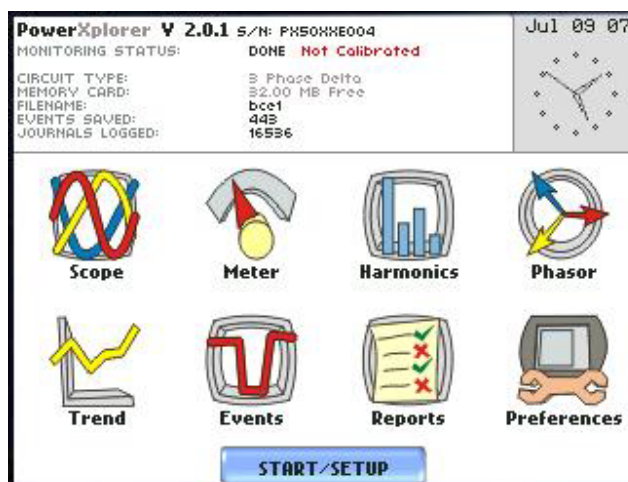 PowerXplorer V 2.0.1 S/N: PX50XXE004
Jul 09 07
MONITORING STATUS: DONE Not Calibrated
CIRCUIT TYPE: 3 Phase Delta
MEMORY CARD: 32.00 MB Free
FILENAME: bce1
EVENTS SAVED: 443
JOURNALS LOGGED: 16536
Scope Meter Harmonics Phasor
Trend Events Reports Preferences
START/SETUP